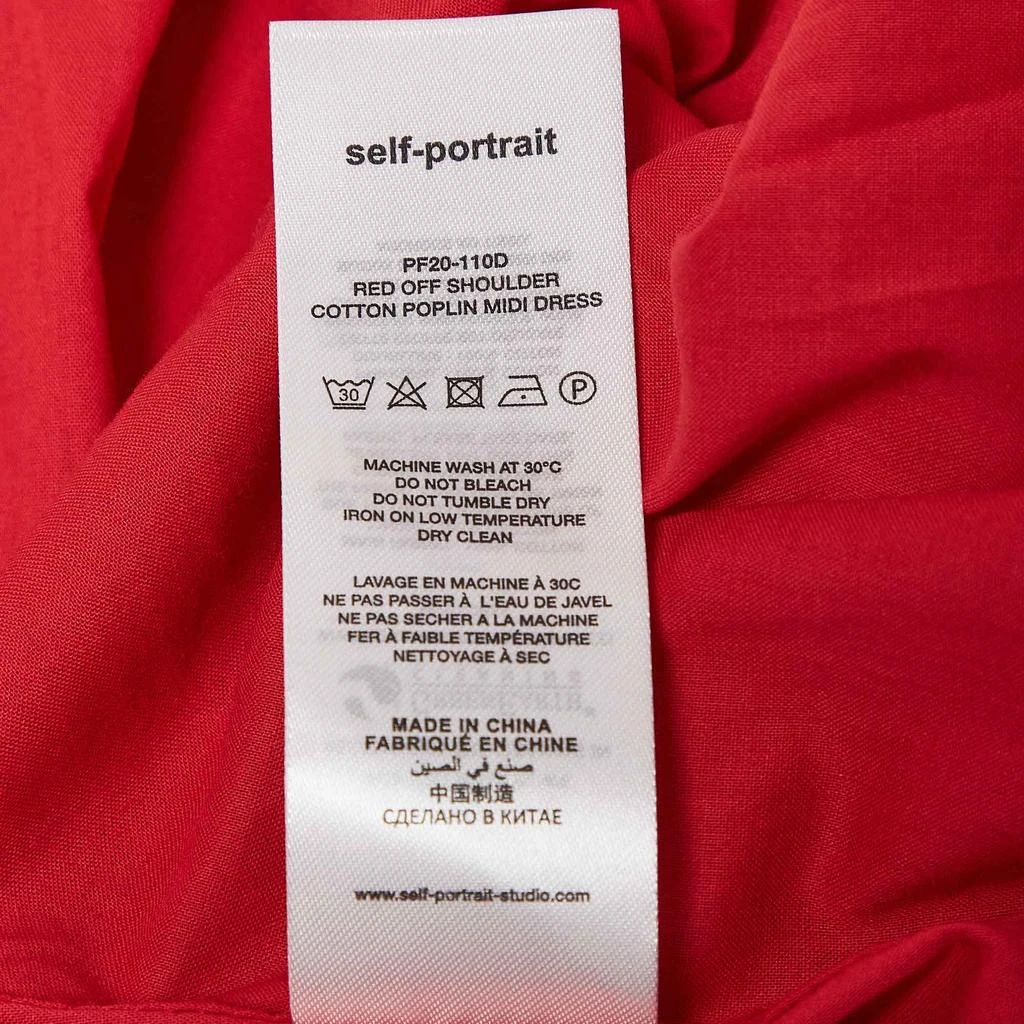 self-portrait
PF20-110D
RED OFF SHOULDER
COTTON POPLIN MIDI DRESS
30
P
MACHINE WASH AT 30°C
DO NOT BLEACH
DO NOT TUMBLE DRY
IRON ON LOW TEMPERATURE
DRY CLEAN
LAVAGE EN MACHINE À 30C
NE PAS PASSER À L'EAU DE JAVEL
NE PAS SECHER A LA MACHINE
FER À FAIBLE TEMPÉRATURE
NETTOYAGE À SEC
MADE IN CHINA
FABRIQUÉ EN CHINE
صنع في الصين
中国制造
СДЕЛАНО В КИТАЕ
www.self-portrait-studio.com